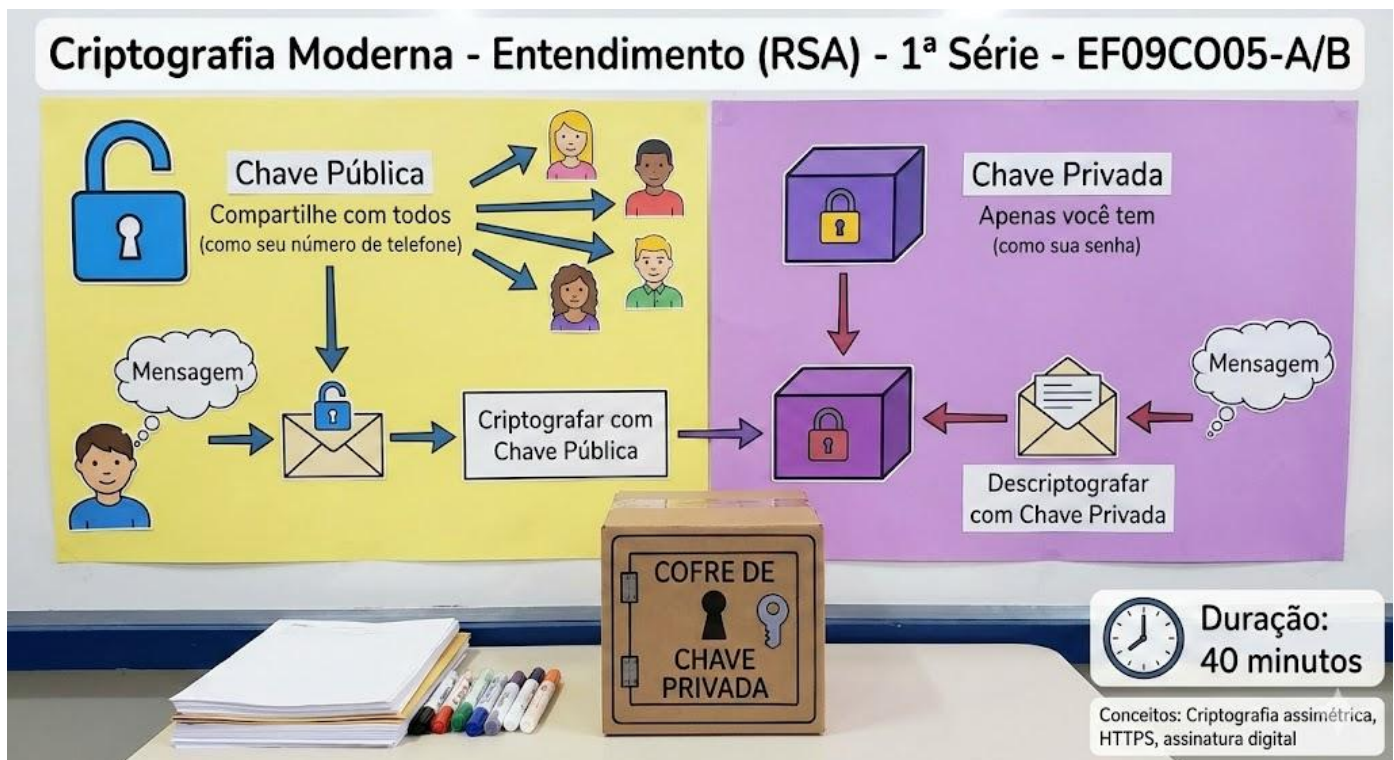 Criptografia Moderna - Entendimento (RSA) - 1ª Série - EF09CO05-A/B
Chave Pública
Compartilhe com todos
(como seu número de telefone)
Mensagem
Criptografar com
Chave Pública
Chave Privada
Apenas você tem
(como sua senha)
Mensagem
Descriptografar
com Chave Privada
COFRE DE
CHAVE
PRIVADA
Duração:
40 minutos
Conceitos: Criptografia assimétrica,
HTTPS, assinatura digital